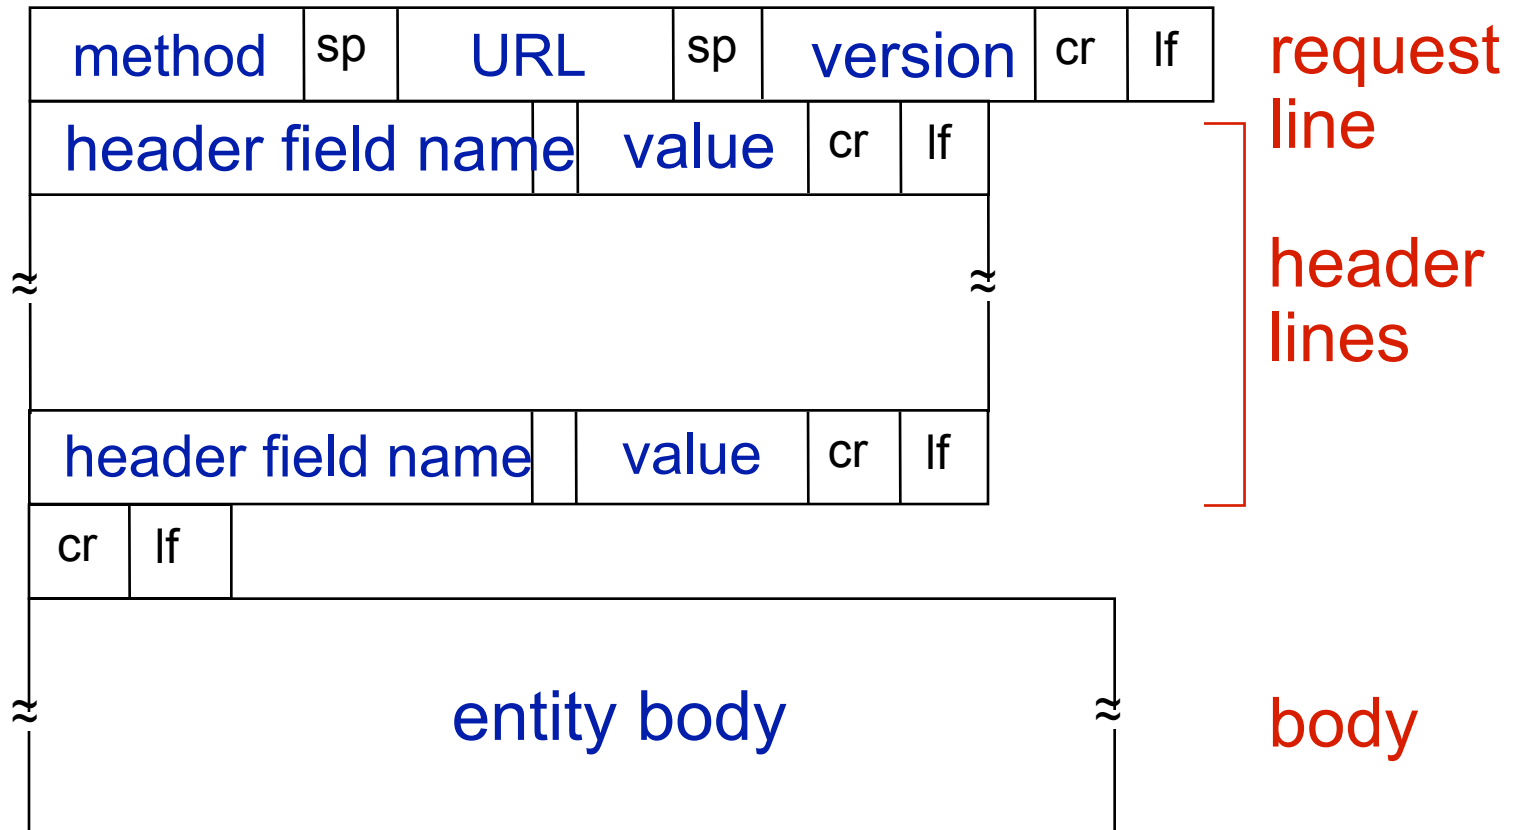 method sp URL sp version cr lf
request
line
header field name value cr lf
header
lines
≈ ≈
header field name value cr lf
cr lf
≈ entity body ≈
body